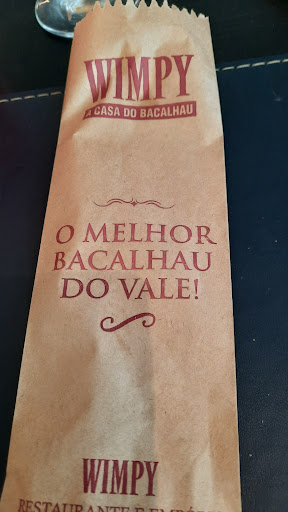 WIMPY
A CASA DO BACALHAU
O MELHOR
BACALHAU
DO VALE!
WIMPY
RESTAURANTE E